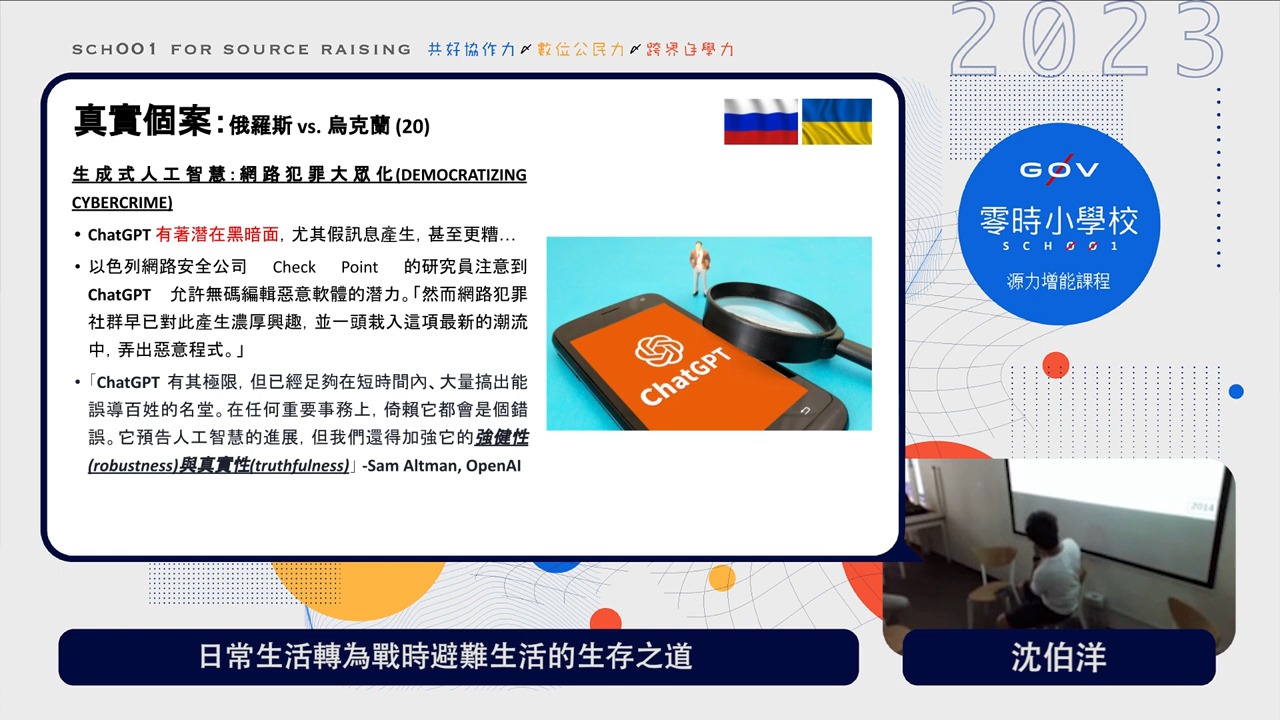 SCH001 FOR SOURCE RAISING 共好協作力 數位公民力 跨界自學力
2023
真實個案：俄羅斯 vs. 烏克蘭 (20)
生成式人工智慧:網路犯罪大眾化(DEMOCRATIZING
CYBERCRIME)
• ChatGPT 有著潛在黑暗面，尤其假訊息產生，甚至更糟…
• 以色列網路安全公司 Check Point 的研究員注意到
ChatGPT 允許無碼編輯惡意軟體的潛力。「然而網路犯罪
社群早已對此產生濃厚興趣，並一頭栽入這項最新的潮流
中，弄出惡意程式。」
• 「ChatGPT 有其極限，但已經足夠在短時間內、大量搞出能
誤導百姓的名堂。在任何重要事務上，倚賴它都會是個錯
誤。它預告人工智慧的進展，但我們還得加強它的強健性
(robustness)與真實性(truthfulness)」 -Sam Altman, OpenAI
ChatGPT
G0V
零時小學校
SCH001
源力增能課程
2014
日常生活轉為戰時避難生活的生存之道
沈伯洋